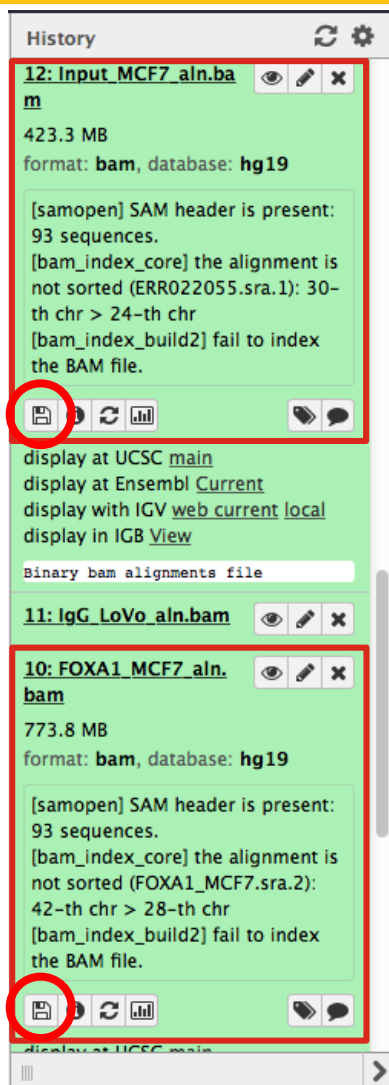 History
12: Input_MCF7_aln.ba
m
423.3 MB
format: bam, database: hg19
[samopen] SAM header is present:
93 sequences.
[bam_index_core] the alignment is
not sorted (ERR022055.sra.1): 30-
th chr > 24-th chr
[bam_index_build2] fail to index
the BAM file.
display at UCSC main
display at Ensembl Current
display with IGV web current local
display in IGB View
Binary bam alignments file
11: IgG_LoVo_aln.bam
10: FOXA1_MCF7_aln.
bam
773.8 MB
format: bam, database: hg19
[samopen] SAM header is present:
93 sequences.
[bam_index_core] the alignment is
not sorted (FOXA1_MCF7.sra.2):
42-th chr > 28-th chr
[bam_index_build2] fail to index
the BAM file.
display at UCSC main